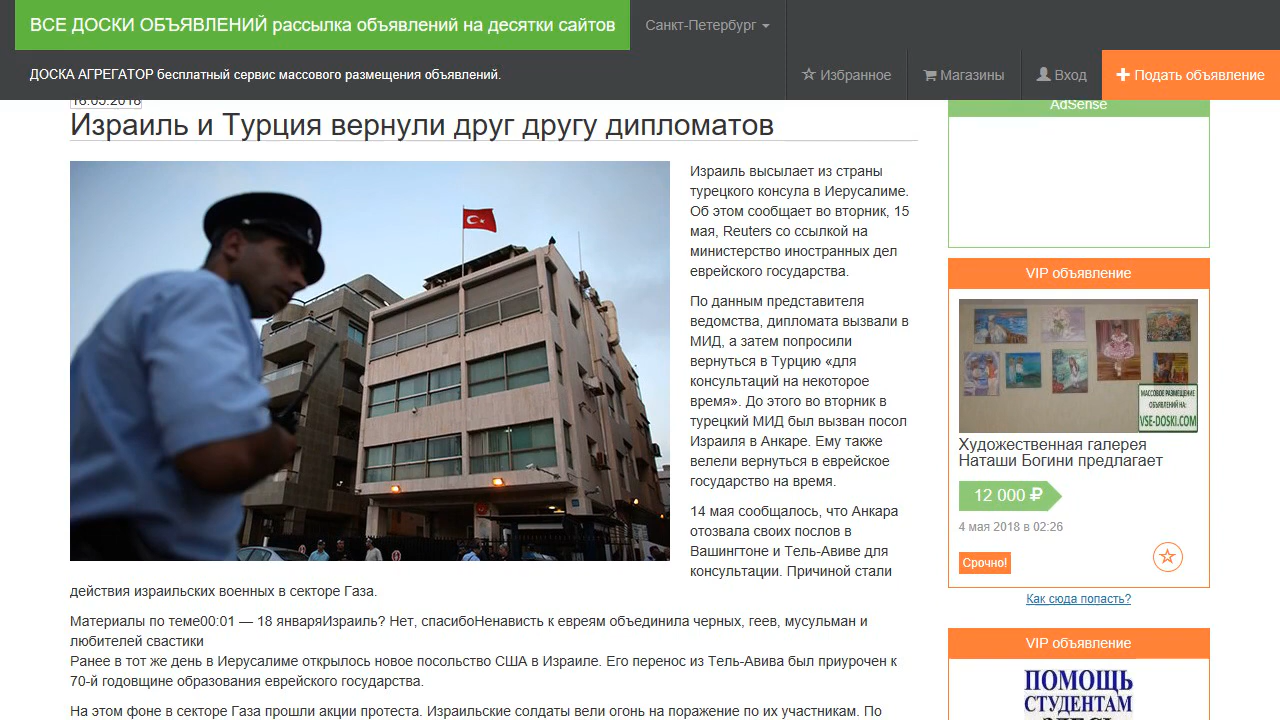 ВСЕ ДОСКИ ОБЪЯВЛЕНИЙ рассылка объявлений на десятки сайтов
Санкт-Петербург
ДОСКА АГРЕГАТОР бесплатный сервис массового размещения объявлений.
Избранное
Магазины
Вход
Подать объявление
16.05.2018
Израиль и Турция вернули друг другу дипломатов
Израиль высылает из страны
турецкого консула в Иерусалиме.
Об этом сообщает во вторник, 15
мая, Reuters со ссылкой на
министерство иностранных дел
еврейского государства.
По данным представителя
ведомства, дипломата вызвали в
МИД, а затем попросили
вернуться в Турцию «для
консультаций на некоторое
время». До этого во вторник в
турецкий МИД был вызван посол
Израиля в Анкаре. Ему также
велели вернуться в еврейское
государство на время.
14 мая сообщалось, что Анкара
отозвала своих послов в
Вашингтоне и Тель-Авиве для
консультации. Причиной стали
действия израильских военных в секторе Газа.
Материалы по теме00:01 — 18 январяИзраиль? Нет, спасибоНенависть к евреям объединила черных, геев, мусульман и
любителей свастики
Ранее в тот же день в Иерусалиме открылось новое посольство США в Израиле. Его перенос из Тель-Авива был приурочен к
70-й годовщине образования еврейского государства.
На этом фоне в секторе Газа прошли акции протеста. Израильские солдаты вели огонь на поражение по их участникам. По
AdSense
VIP объявление
МАССОВОЕ РАЗМЕЩЕНИЕ
ОБЪЯВЛЕНИЙ НА:
VSE-DOSKI.COM
Художественная галерея
Наташи Богини предлагает
12 000 ₽
4 мая 2018 в 02:26
Срочно!
Как сюда попасть?
VIP объявление
ПОМОЩЬ
СТУДЕНТАМ
ЗДЕСЬ